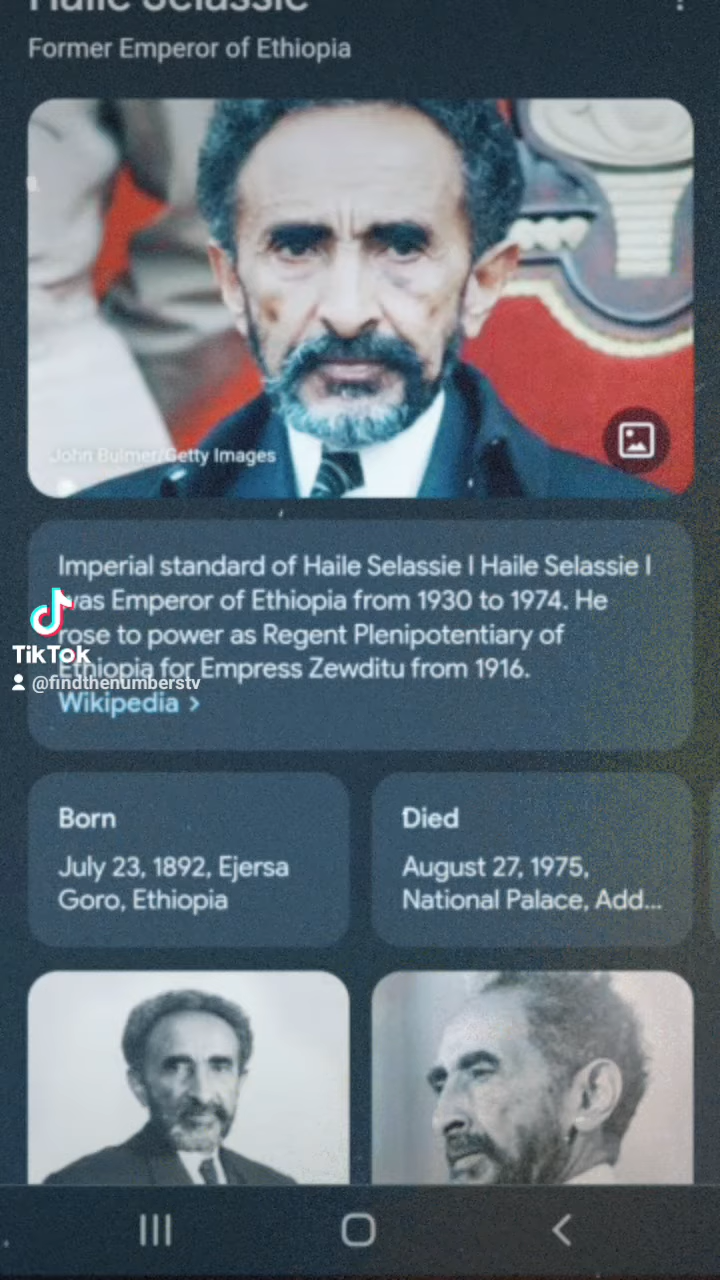 Haile Selassie
Former Emperor of Ethiopia
John Bulmer/Getty Images
Imperial standard of Haile Selassie I Haile Selassie I
was Emperor of Ethiopia from 1930 to 1974. He
rose to power as Regent Plenipotentiary of
Ethiopia for Empress Zewditu from 1916.
Wikipedia >
TikTok
@findthenumberstv
Born
July 23, 1892, Ejersa
Goro, Ethiopia
Died
August 27, 1975,
National Palace, Add...